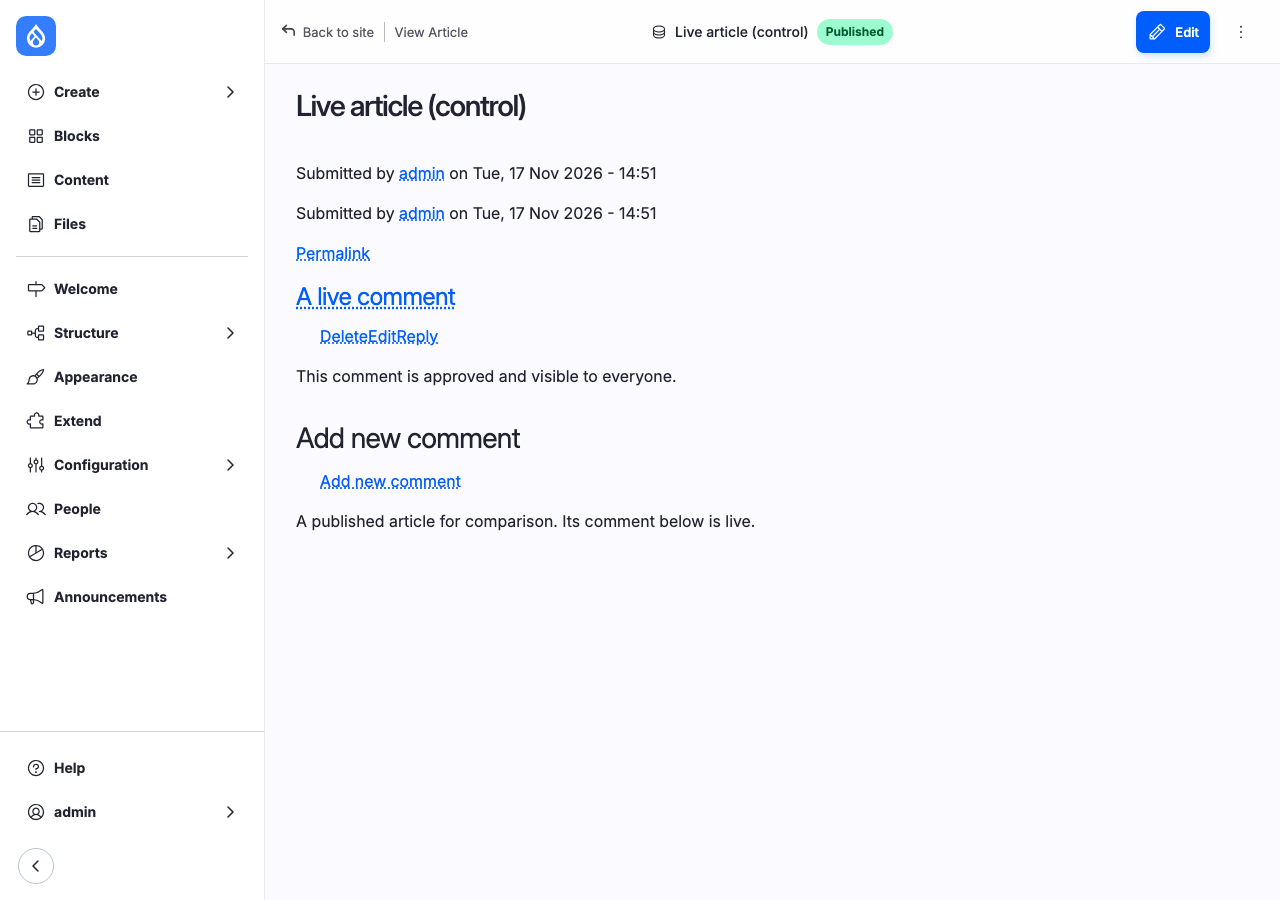 Create
Blocks
Content
Files
Welcome
Structure
Appearance
Extend
Configuration
People
Reports
Announcements
Help
admin
Back to site View Article
Live article (control) Published
Edit
Live article (control)
Submitted by admin on Tue, 17 Nov 2026 - 14:51
Submitted by admin on Tue, 17 Nov 2026 - 14:51
Permalink
A live comment
DeleteEditReply
This comment is approved and visible to everyone.
Add new comment
Add new comment
A published article for comparison. Its comment below is live.